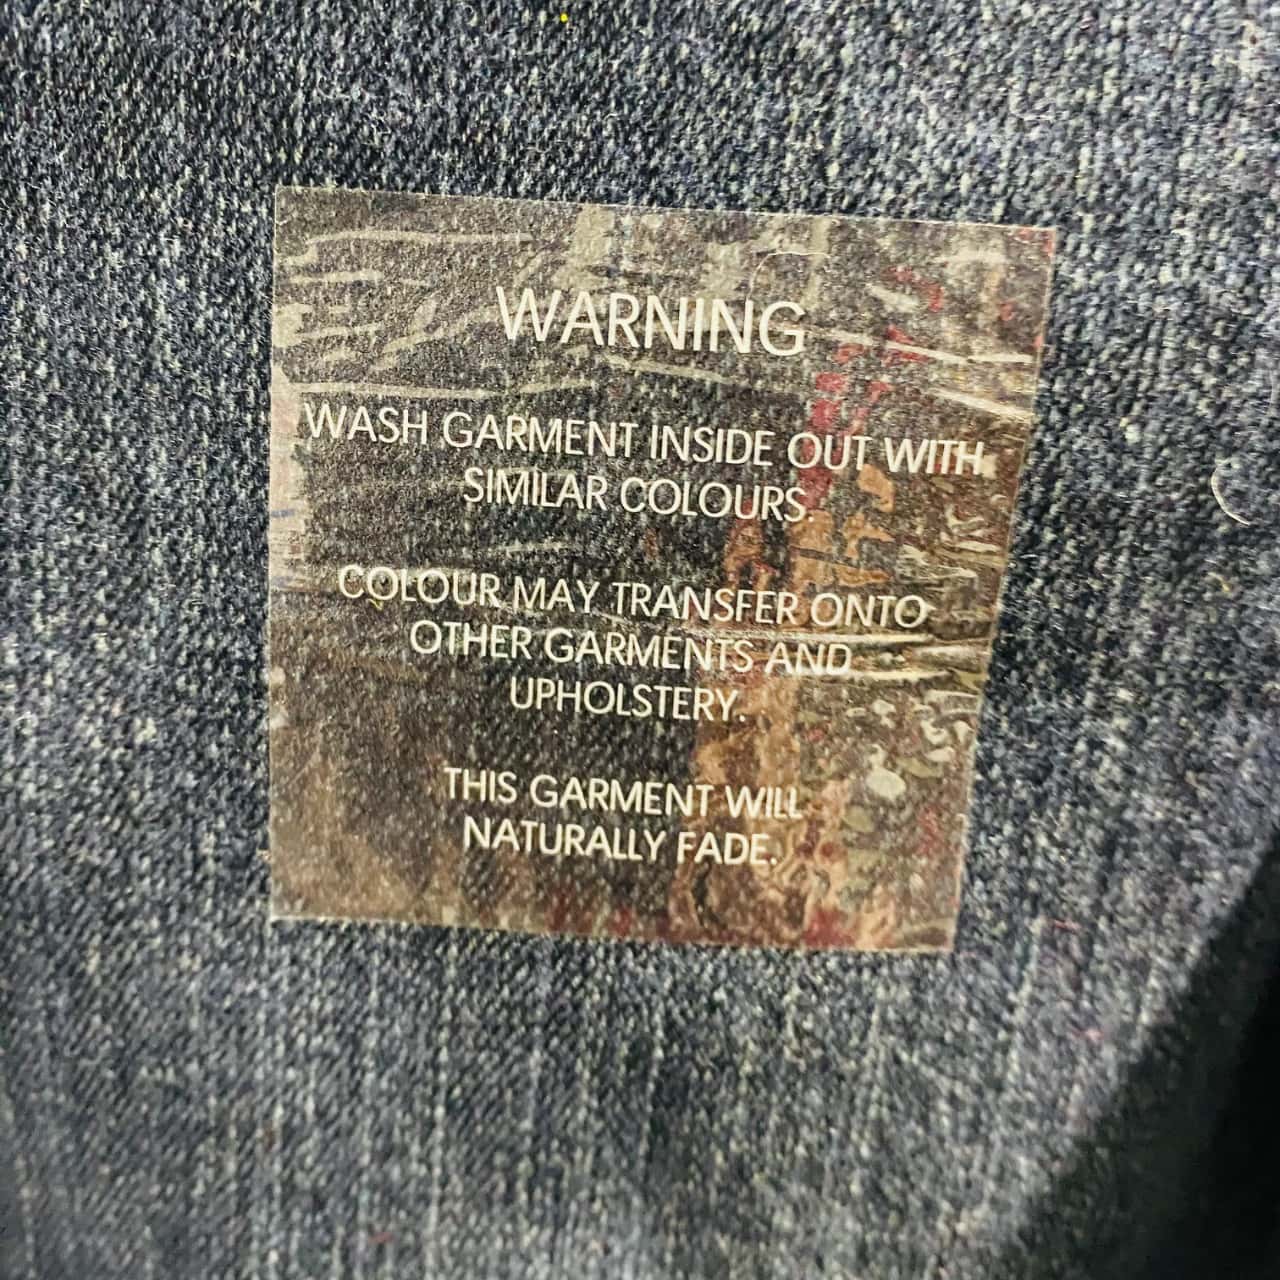 WARNING
WASH GARMENT INSIDE OUT WITH
SIMILAR COLOURS.
COLOUR MAY TRANSFER ONTO
OTHER GARMENTS AND
UPHOLSTERY.
THIS GARMENT WILL
NATURALLY FADE.